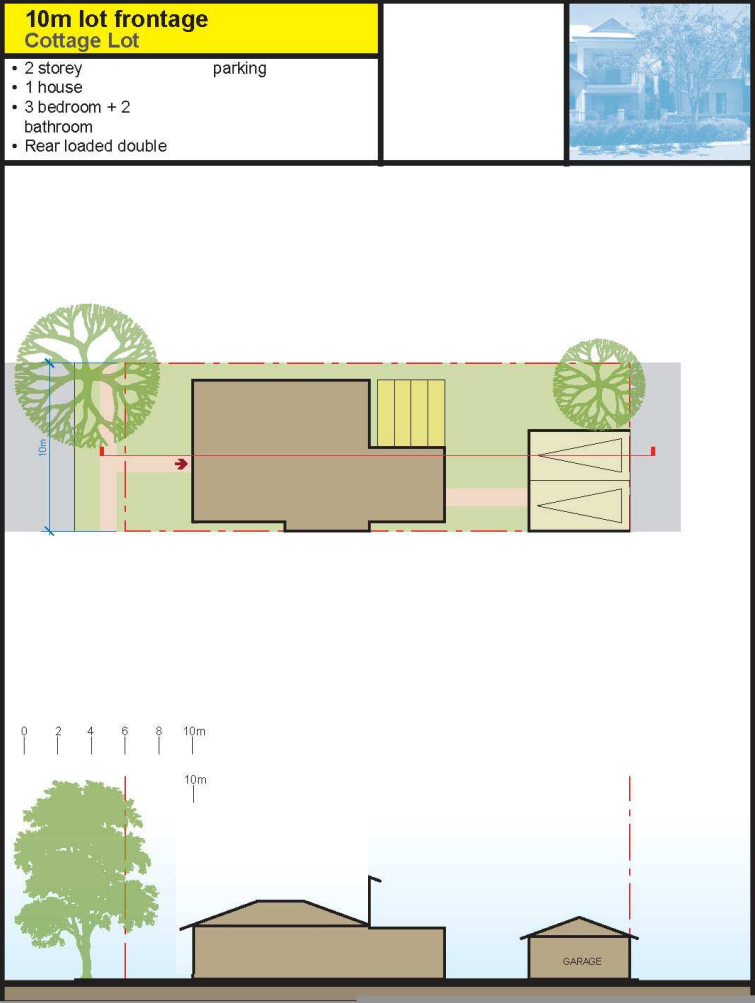 10m lot frontage
Cottage Lot
• 2 storey
• 1 house
• 3 bedroom + 2
bathroom
• Rear loaded double
parking
10m
0 2 4 6 8 10m
10m
GARAGE